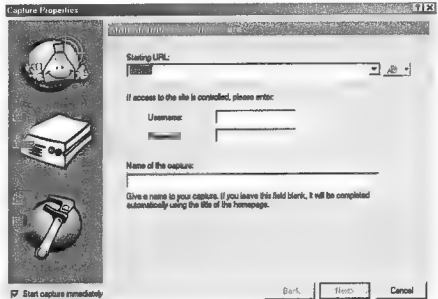 Capture Properties
Starting URL:
If access to the site is controlled, please enter:
Username:
Name of the capture:
Give a name to your capture. If you leave this field blank, it will be completed
automatically using the title of the homepage.
Start capture immediately
Back
Next>
Cancel